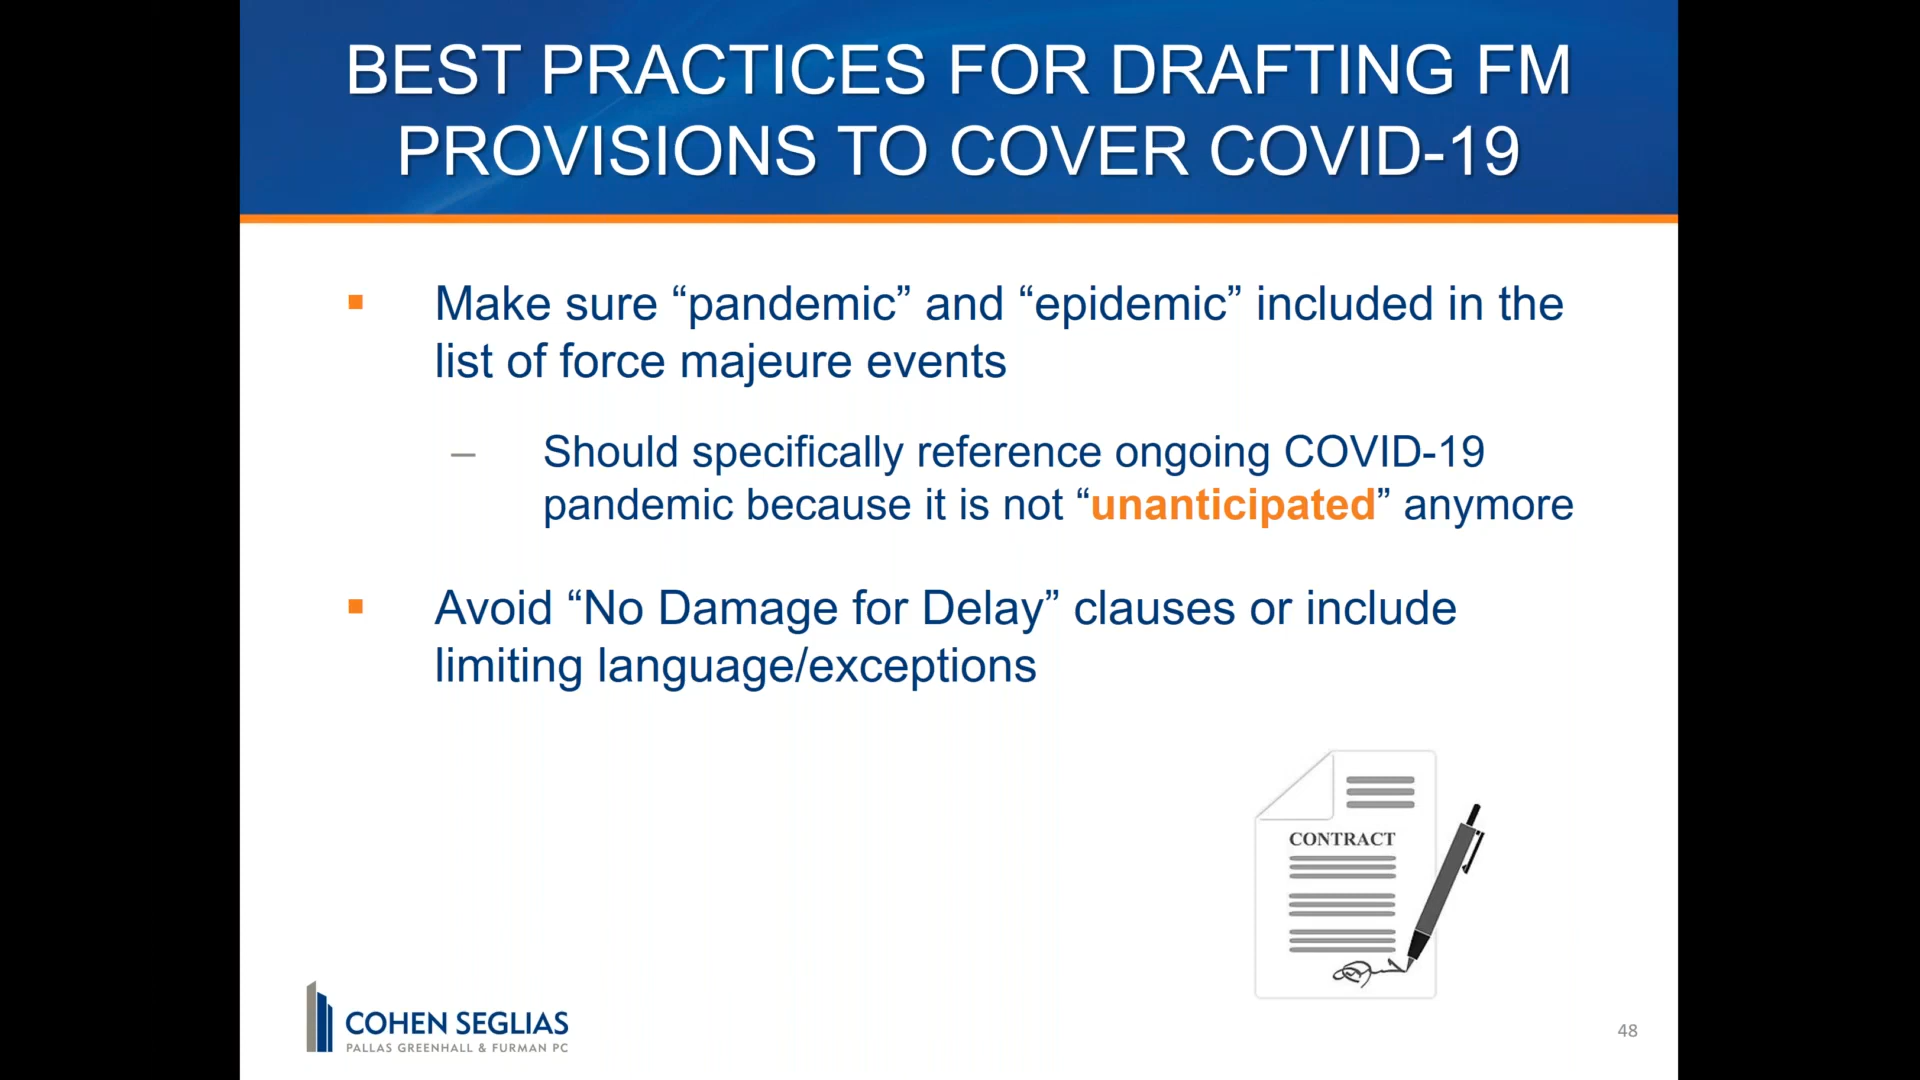 BEST PRACTICES FOR DRAFTING FM
PROVISIONS TO COVER COVID-19
▪ Make sure “pandemic” and “epidemic” included in the
list of force majeure events
– Should specifically reference ongoing COVID-19
pandemic because it is not “unanticipated” anymore
▪ Avoid “No Damage for Delay” clauses or include
limiting language/exceptions
CONTRACT
COHEN SEGLIAS
PALLAS GREENHALL & FURMAN PC
48